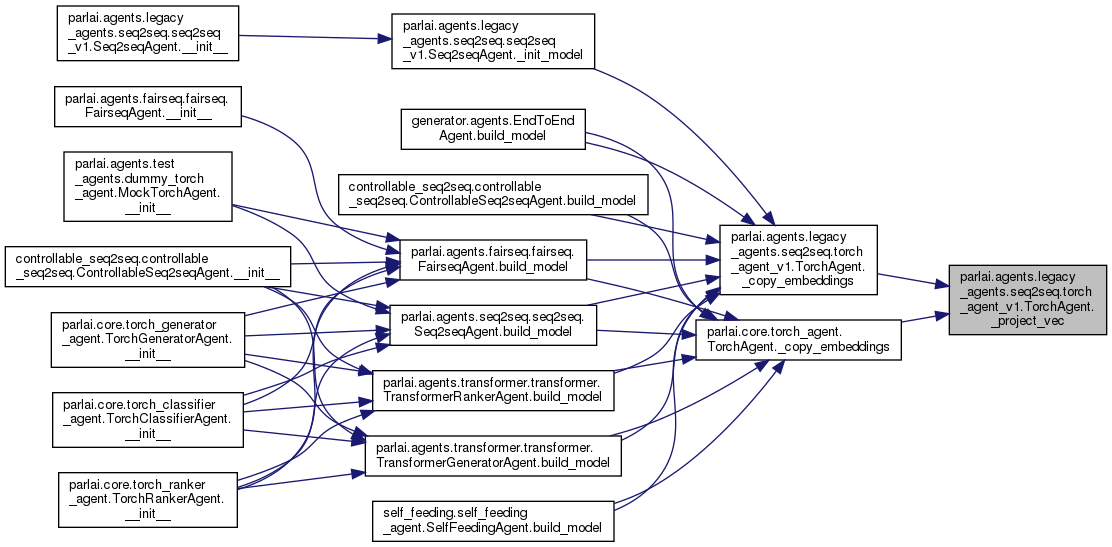 parlai.agents.legacy
_agents.seq2seq.seq2seq
_v1.Seq2seqAgent.__init__
parlai.agents.fairseq.fairseq.
FairseqAgent.__init__
parlai.agents.test
_agents.dummy_torch
_agent.MockTorchAgent.
__init__
controllable_seq2seq.controllable
_seq2seq.ControllableSeq2seqAgent.__init__
parlai.core.torch_generator
_agent.TorchGeneratorAgent.
__init__
parlai.core.torch_classifier
_agent.TorchClassifierAgent.
__init__
parlai.core.torch_ranker
_agent.TorchRankerAgent.
__init__
parlai.agents.legacy
_agents.seq2seq.seq2seq
_v1.Seq2seqAgent._init_model
generator.agents.EndToEnd
Agent.build_model
controllable_seq2seq.controllable
_seq2seq.ControllableSeq2seqAgent.build_model
parlai.agents.fairseq.fairseq.
FairseqAgent.build_model
parlai.agents.seq2seq.seq2seq.
Seq2seqAgent.build_model
parlai.agents.transformer.transformer.
TransformerRankerAgent.build_model
parlai.agents.transformer.transformer.
TransformerGeneratorAgent.build_model
self_feeding.self_feeding
_agent.SelfFeedingAgent.build_model
parlai.agents.legacy
_agents.seq2seq.torch
_agent_v1.TorchAgent.
_copy_embeddings
parlai.core.torch_agent.
TorchAgent._copy_embeddings
parlai.agents.legacy
_agents.seq2seq.torch
_agent_v1.TorchAgent.
_project_vec